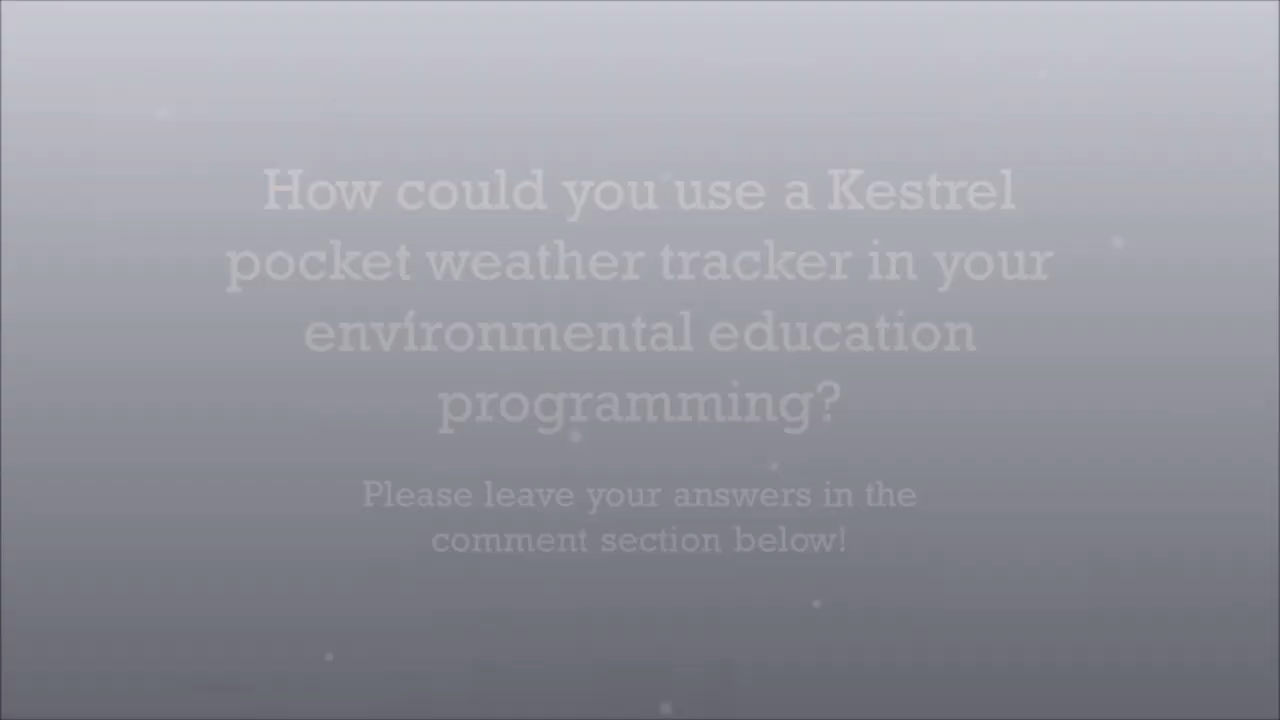 How could you use a Kestrel
pocket weather tracker in your
environmental education
programming?
Please leave your answers in the
comment section below!